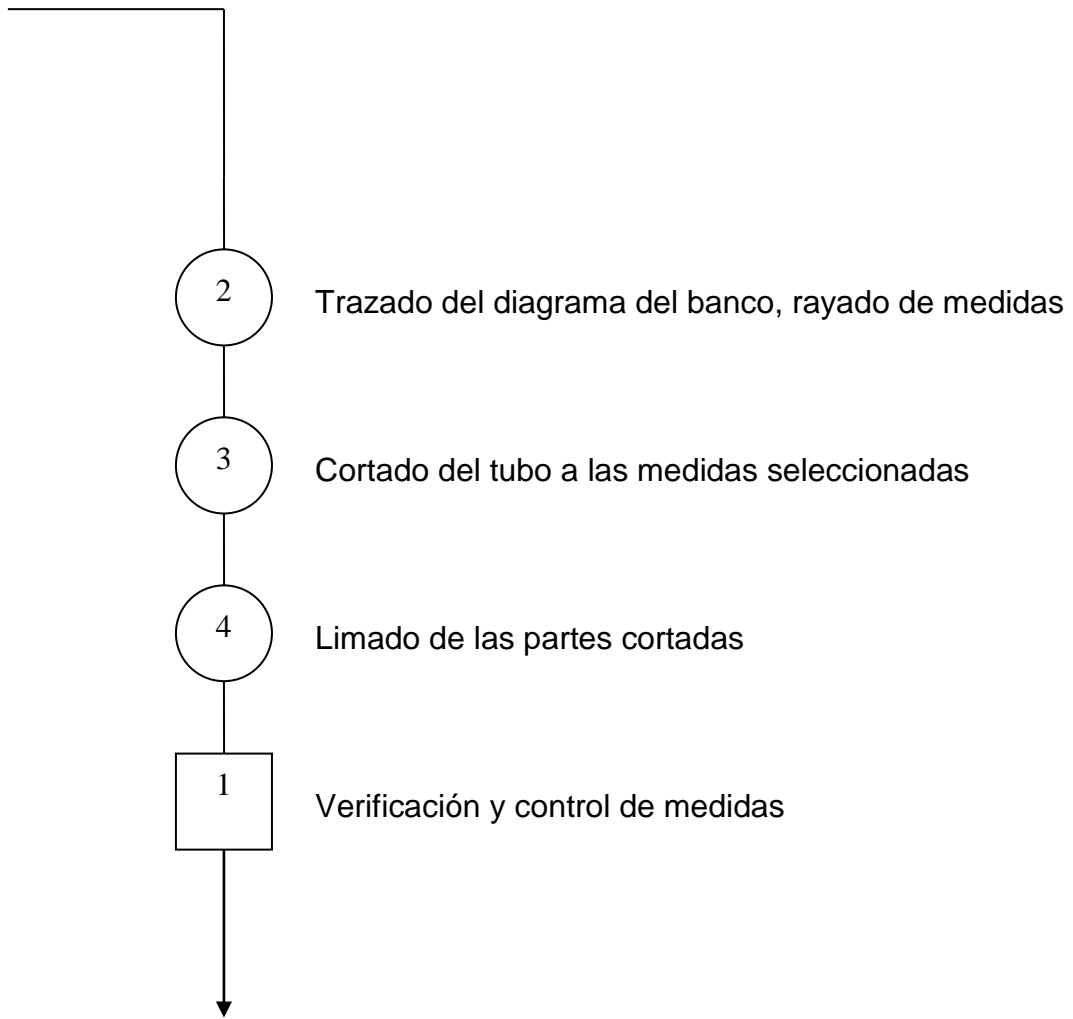 2 Trazado del diagrama del banco, rayado de medidas
3 Cortado del tubo a las medidas seleccionadas
4 Limado de las partes cortadas
1 Verificación y control de medidas